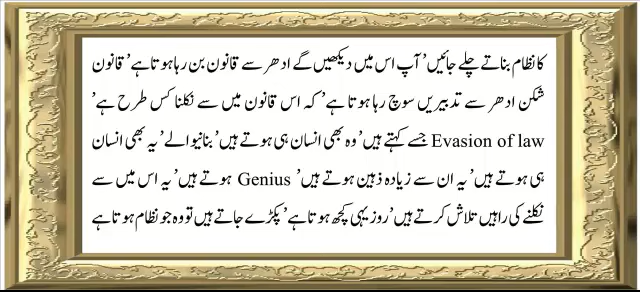 کا نظام بناتے چلے جائیں’ آپ اس میں دیکھیں گے ادھر سے قانون بن رہا ہوتا ہے’ قانون
شکن ادھر سے تدبیریں سوچ رہا ہوتا ہے’ کہ اس قانون میں سے نکلنا کس طرح ہے’
Evasion of law جسے کہتے ہیں’ وہ بھی انسان ہی ہوتے ہیں’ بنانیوالے’ یہ بھی انسان
ہی ہوتے ہیں’ یہ ان سے زیادہ ذہین ہوتے ہیں’ Genius ہوتے ہیں’ یہ اس میں سے
نکلنے کی راہیں تلاش کرتے ہیں’ روز یہی کچھ ہوتا ہے’ پکڑے جاتے ہیں تو وہ جو نظام ہوتا ہے